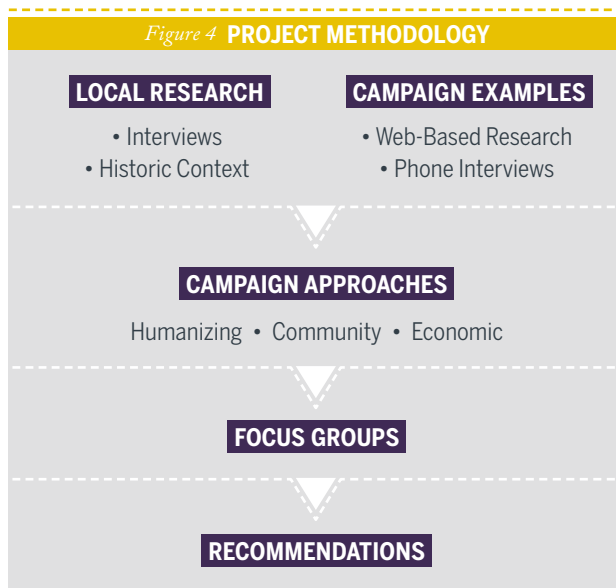 Figure 4 PROJECT METHODOLOGY
LOCAL RESEARCH
• Interviews
• Historic Context
CAMPAIGN EXAMPLES
• Web-Based Research
• Phone Interviews
CAMPAIGN APPROACHES
Humanizing • Community • Economic
FOCUS GROUPS
RECOMMENDATIONS